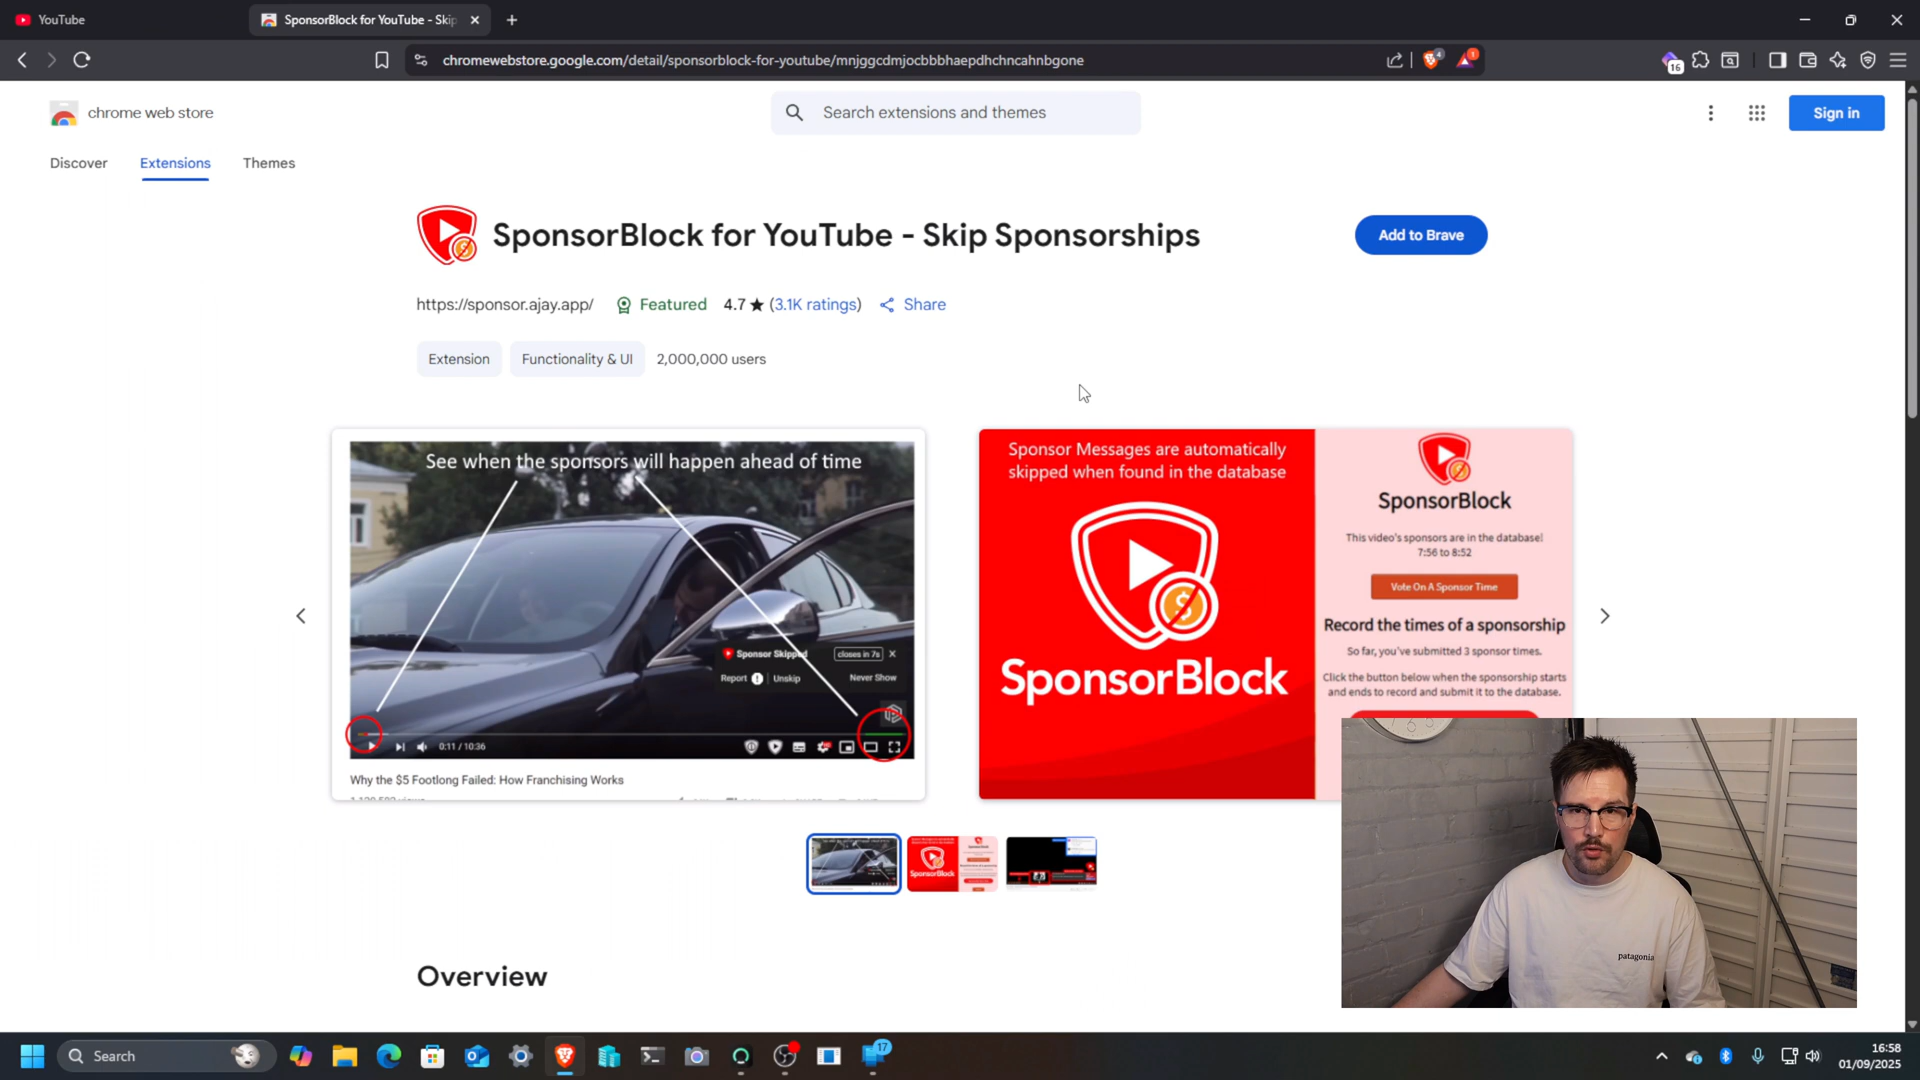 YouTube
SponsorBlock for YouTube - Skip
chromewebstore.google.com/detail/sponsorblock-for-youtube/mnjggcdmjocbbbhaepdhchncahnbgone
4
1
16
chrome web store
Search extensions and themes
Sign in
Discover
Extensions
Themes
SponsorBlock for YouTube - Skip Sponsorships
Add to Brave
https://sponsor.ajay.app/
Featured
4.7 ★ (3.1K ratings)
Share
Extension
Functionality & UI
2,000,000 users
See when the sponsors will happen ahead of time
Sponsor Skipped
closes in 7s
Report
Unskip
Never Show
0:11 / 10:36
Why the $5 Footlong Failed: How Franchising Works
Sponsor Messages are automatically
skipped when found in the database
SponsorBlock
SponsorBlock
This video's sponsors are in the database!
7:56 to 8:52
Vote On A Sponsor Time
Record the times of a sponsorship
So far, you've submitted 3 sponsor times.
Click the button below when the sponsorship starts
and ends to record and submit it to the database.
patagonia
Overview
Search
17
16:58
01/09/2025